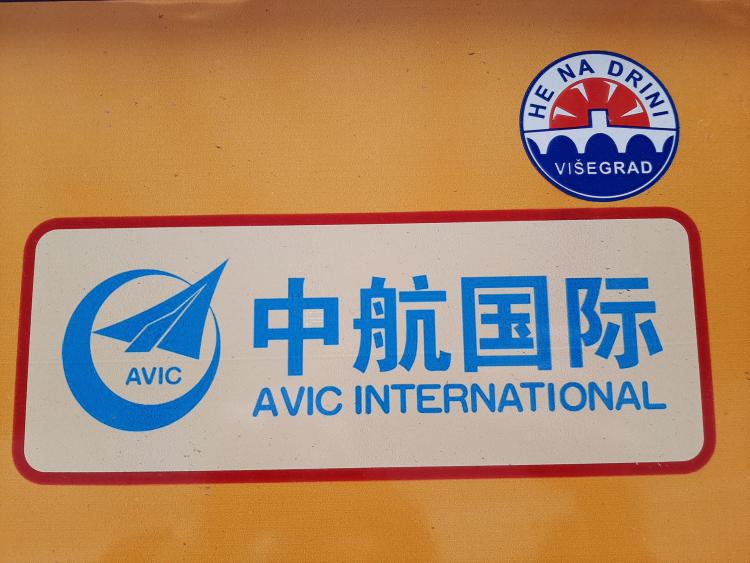 HE NA DRINI
VIŠEGRAD
AVIC
中航国际
AVIC INTERNATIONAL